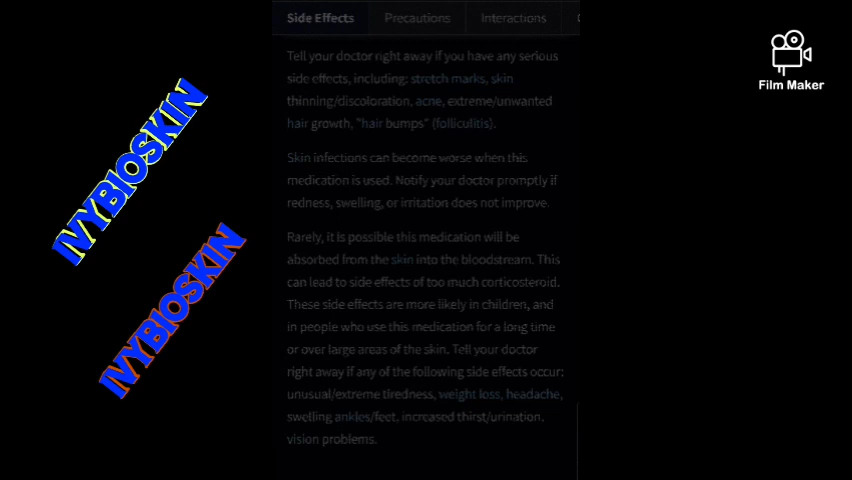 Side Effects Precautions Interactions
Tell your doctor right away if you have any serious
side effects, including: stretch marks, skin
thinning/discoloration, acne, extreme/unwanted
hair growth, "hair bumps" (folliculitis).
Skin infections can become worse when this
medication is used. Notify your doctor promptly if
redness, swelling, or irritation does not improve.
Rarely, it is possible this medication will be
absorbed from the skin into the bloodstream. This
can lead to side effects of too much corticosteroid.
These side effects are more likely in children, and
in people who use this medication for a long time
or over large areas of the skin. Tell your doctor
right away if any of the following side effects occur:
unusual/extreme tiredness, weight loss, headache,
swelling ankles/feet, increased thirst/urination,
vision problems.
IVYBIOSKIN
IVYBIOSKIN
Film Maker